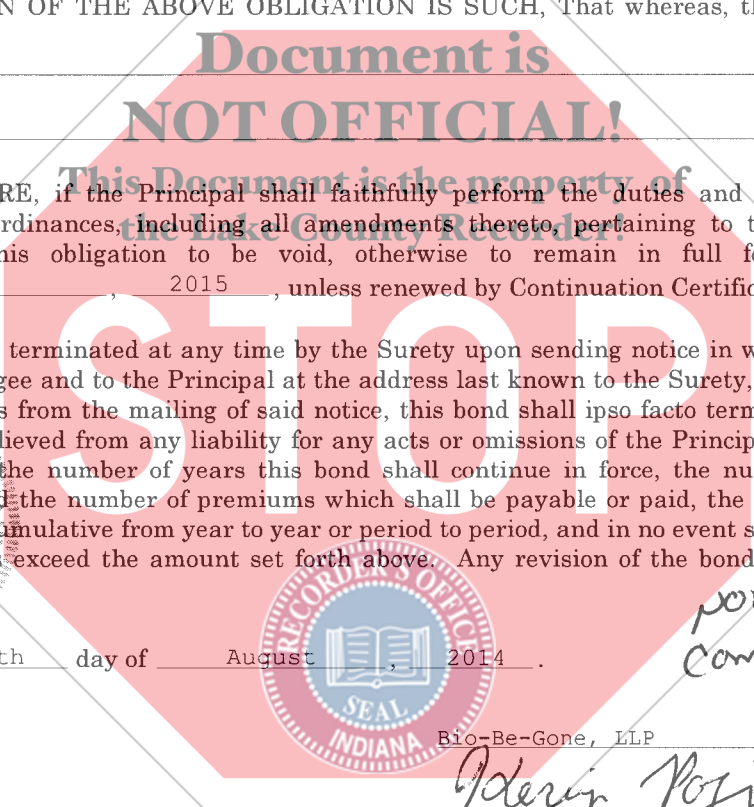 N OF THE ABOVE OBLIGATION IS SUCH, That whereas, th
Document is
NOT OFFICIAL!
This Document is the property of
the Lake County Recorder!
RE, if the Principal shall faithfully perform the duties and
rdinances, including all amendments thereto, pertaining to t
his obligation to be void, otherwise to remain in full f
, 2015 , unless renewed by Continuation Certific
STOP
terminated at any time by the Surety upon sending notice in w
gee and to the Principal at the address last known to the Surety,
s from the mailing of said notice, this bond shall ipso facto term
lieved from any liability for any acts or omissions of the Princip
the number of years this bond shall continue in force, the nu
d the number of premiums which shall be payable or paid, the
umulative from year to year or period to period, and in no event s
exceed the amount set forth above. Any revision of the bond
th day of August , 2014 .
RECORDER'S OFFICE
SEAL
INDIANA
Bio-Be-Gone, LLP